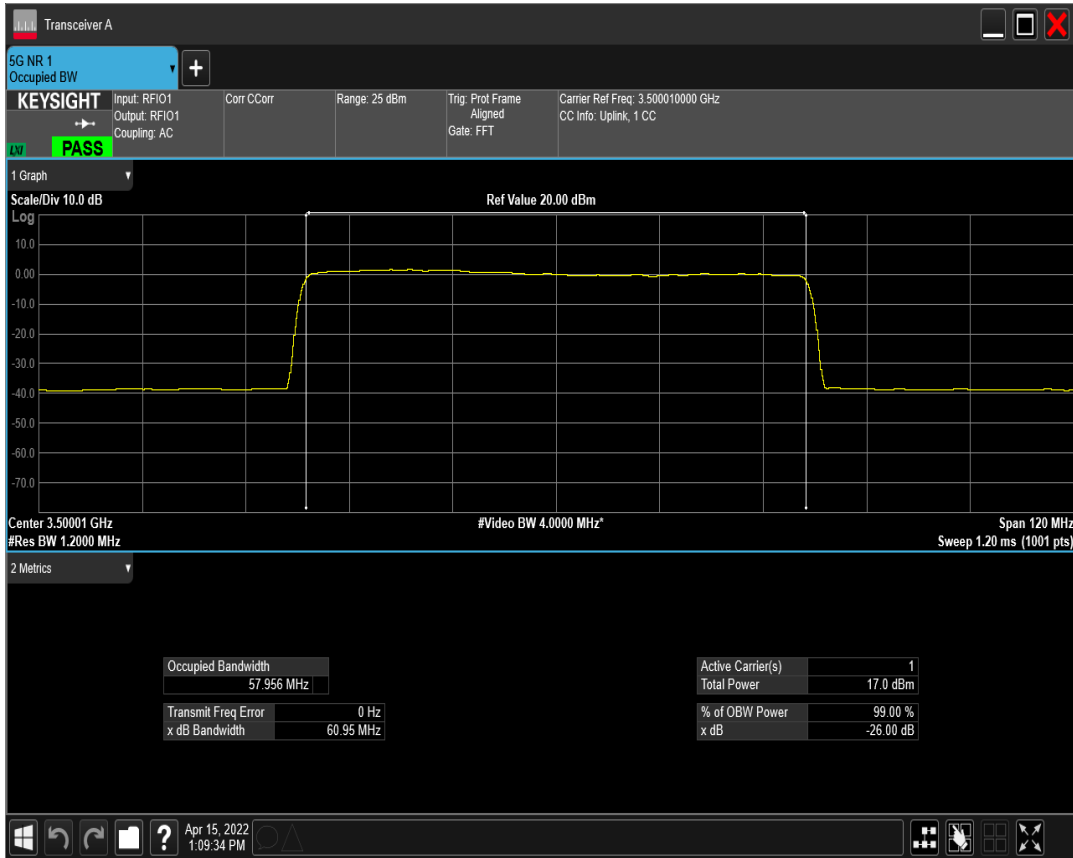 Transceiver A
5G NR 1
Occupied BW
KEYSIGHT
LXI
PASS
Input: RFIO1
Output: RFIO1
Coupling: AC
Corr CCorr
Range: 25 dBm
Trig: Prot Frame
Aligned
Gate: FFT
Carrier Ref Freq: 3.500010000 GHz
CC Info: Uplink, 1 CC
1 Graph
Scale/Div 10.0 dB
Ref Value 20.00 dBm
Log
10.0
0.00
-10.0
-20.0
-30.0
-40.0
-50.0
-60.0
-70.0
Center 3.50001 GHz
#Video BW 4.0000 MHz*
Span 120 MHz
#Res BW 1.2000 MHz
Sweep 1.20 ms (1001 pts)
2 Metrics
Occupied Bandwidth
57.956 MHz
Transmit Freq Error 0 Hz
x dB Bandwidth 60.95 MHz
Active Carrier(s) 1
Total Power 17.0 dBm
% of OBW Power 99.00 %
x dB -26.00 dB
?
Apr 15, 2022
1:09:34 PM